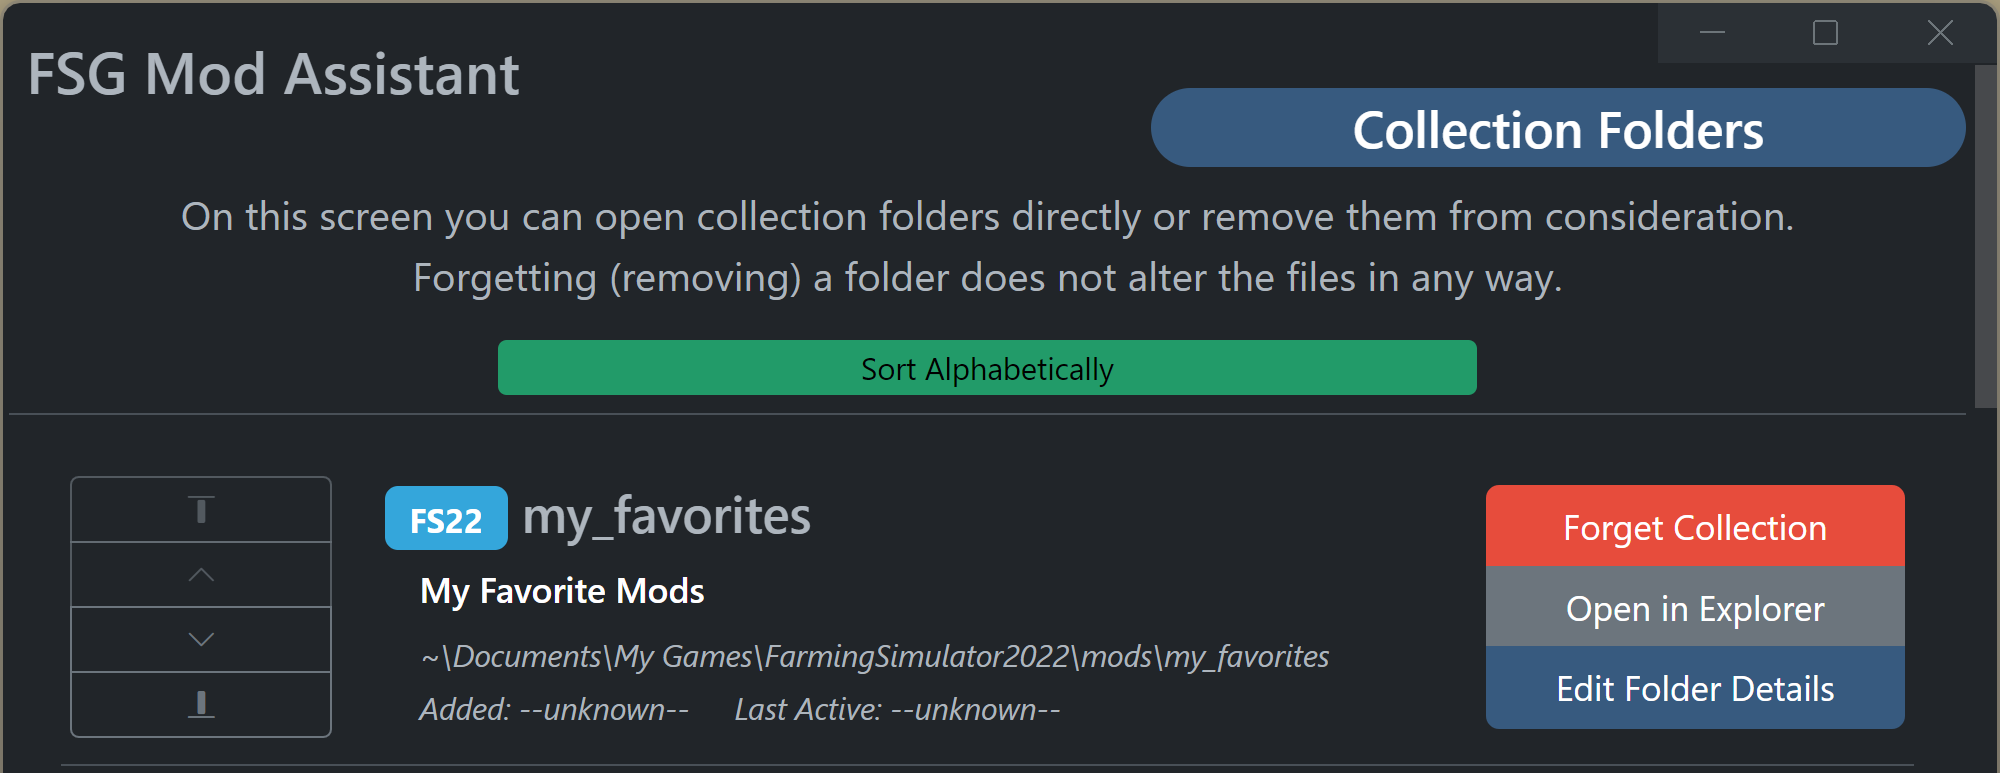 FSG Mod Assistant
Collection Folders
On this screen you can open collection folders directly or remove them from consideration.
Forgetting (removing) a folder does not alter the files in any way.
Sort Alphabetically
FS22 my_favorites
My Favorite Mods
~\Documents\My Games\FarmingSimulator2022\mods\my_favorites
Added: --unknown-- Last Active: --unknown--
Forget Collection
Open in Explorer
Edit Folder Details